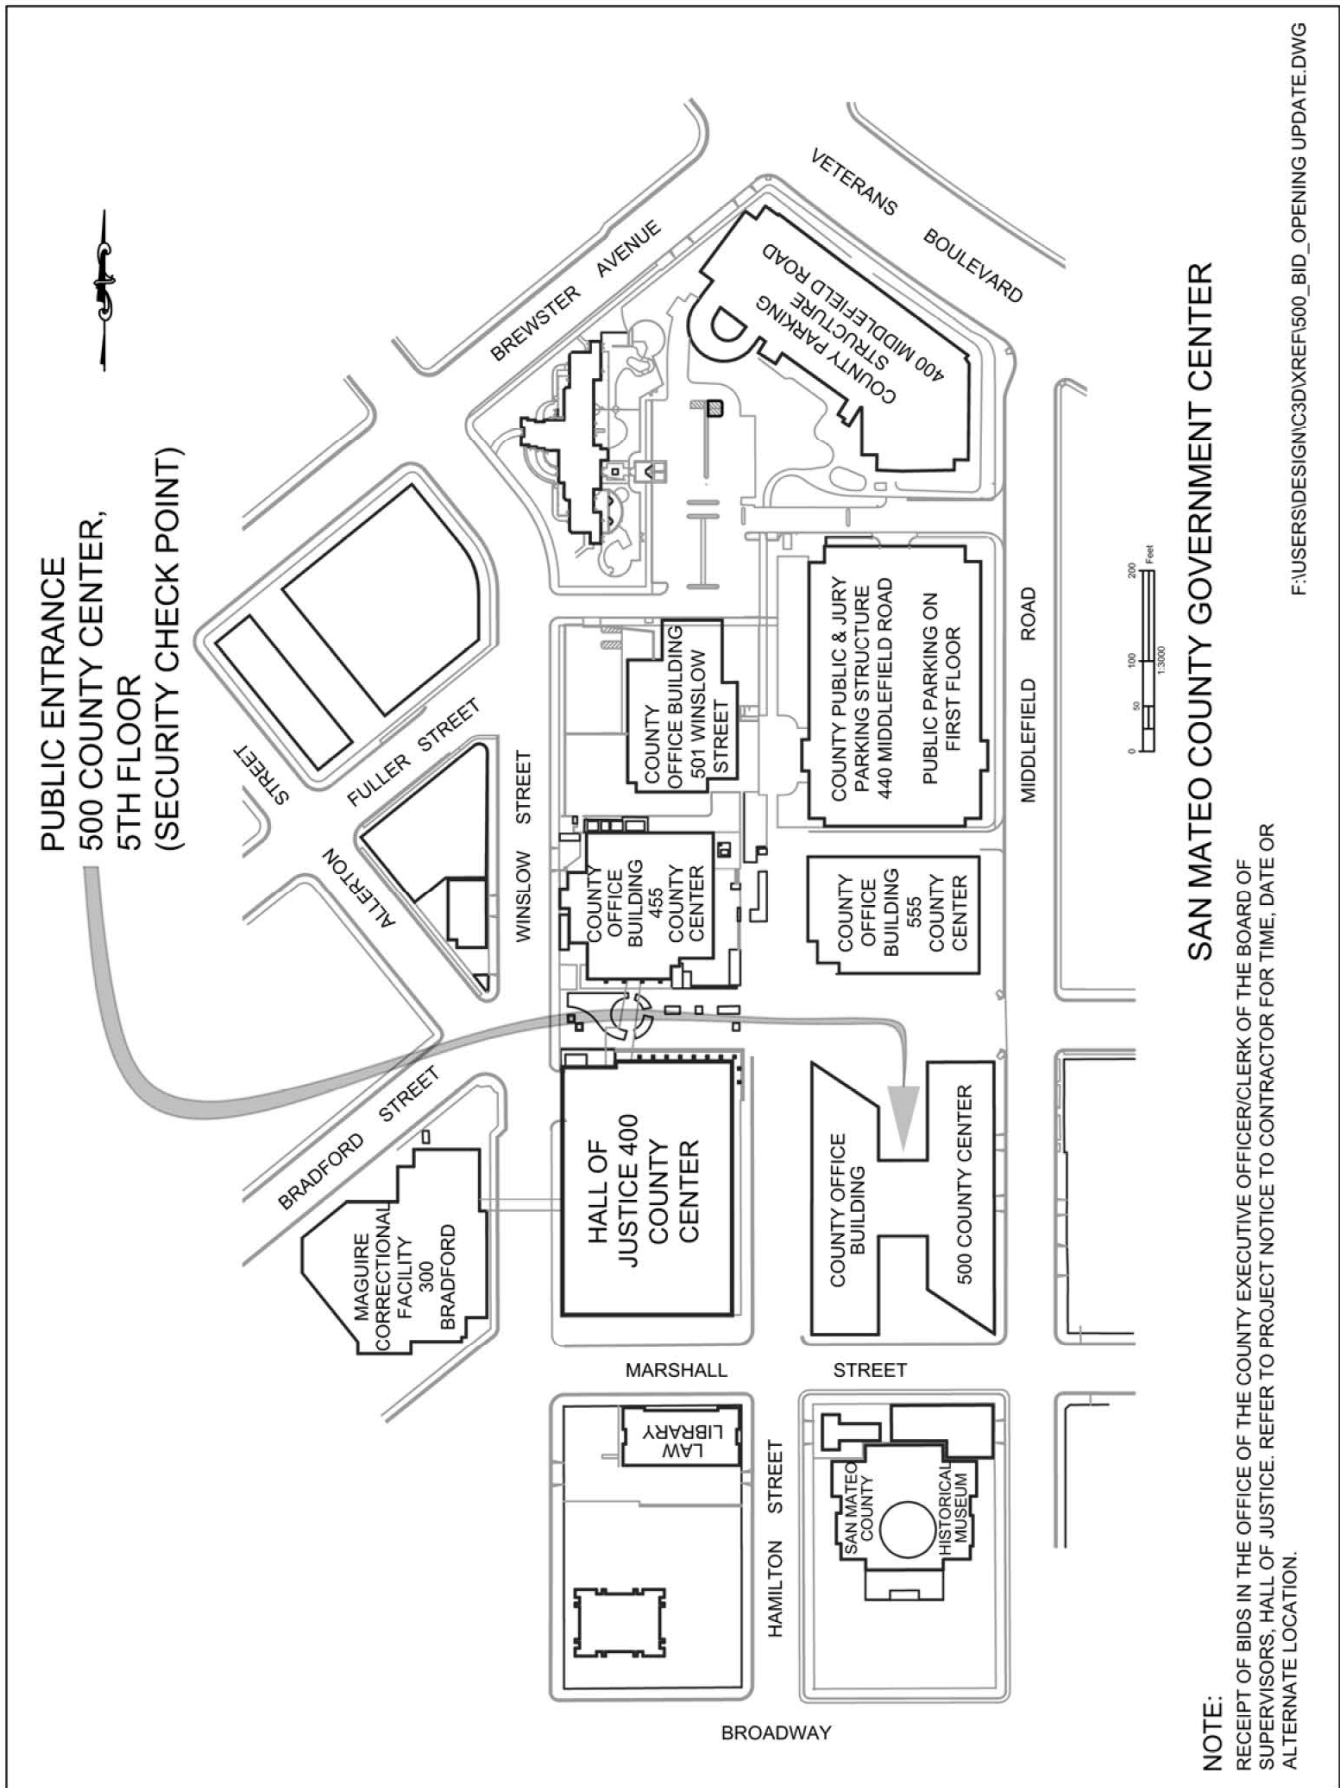 PUBLIC ENTRANCE
500 COUNTY CENTER,
5TH FLOOR
(SECURITY CHECK POINT)
BREWSTER AVENUE
VETERANS BOULEVARD
STREET
ALLERTON
FULLER STREET
WINSLOW STREET
BRADFORD STREET
MAGUIRE
CORRECTIONAL
FACILITY
300
BRADFORD
HALL OF
JUSTICE 400
COUNTY
CENTER
COUNTY
OFFICE
BUILDING
455
COUNTY
CENTER
COUNTY
OFFICE BUILDING
501 WINSLOW
STREET
COUNTY PARKING
STRUCTURE
400 MIDDLEFIELD ROAD
COUNTY PUBLIC & JURY
PARKING STRUCTURE
440 MIDDLEFIELD ROAD
PUBLIC PARKING ON
FIRST FLOOR
COUNTY
OFFICE
BUILDING
555
COUNTY
CENTER
COUNTY OFFICE
BUILDING
500 COUNTY CENTER
MARSHALL STREET
LAW
LIBRARY
HAMILTON STREET
SAN MATEO
COUNTY
HISTORICAL
MUSEUM
BROADWAY
MIDDLEFIELD ROAD
0 50 100 200
Feet
1:3000
SAN MATEO COUNTY GOVERNMENT CENTER
NOTE:
RECEIPT OF BIDS IN THE OFFICE OF THE COUNTY EXECUTIVE OFFICER/CLERK OF THE BOARD OF
SUPERVISORS, HALL OF JUSTICE. REFER TO PROJECT NOTICE TO CONTRACTOR FOR TIME, DATE OR
ALTERNATE LOCATION.
F:\USERS\DESIGN\C3D\XREF\500_BID_OPENING UPDATE.DWG